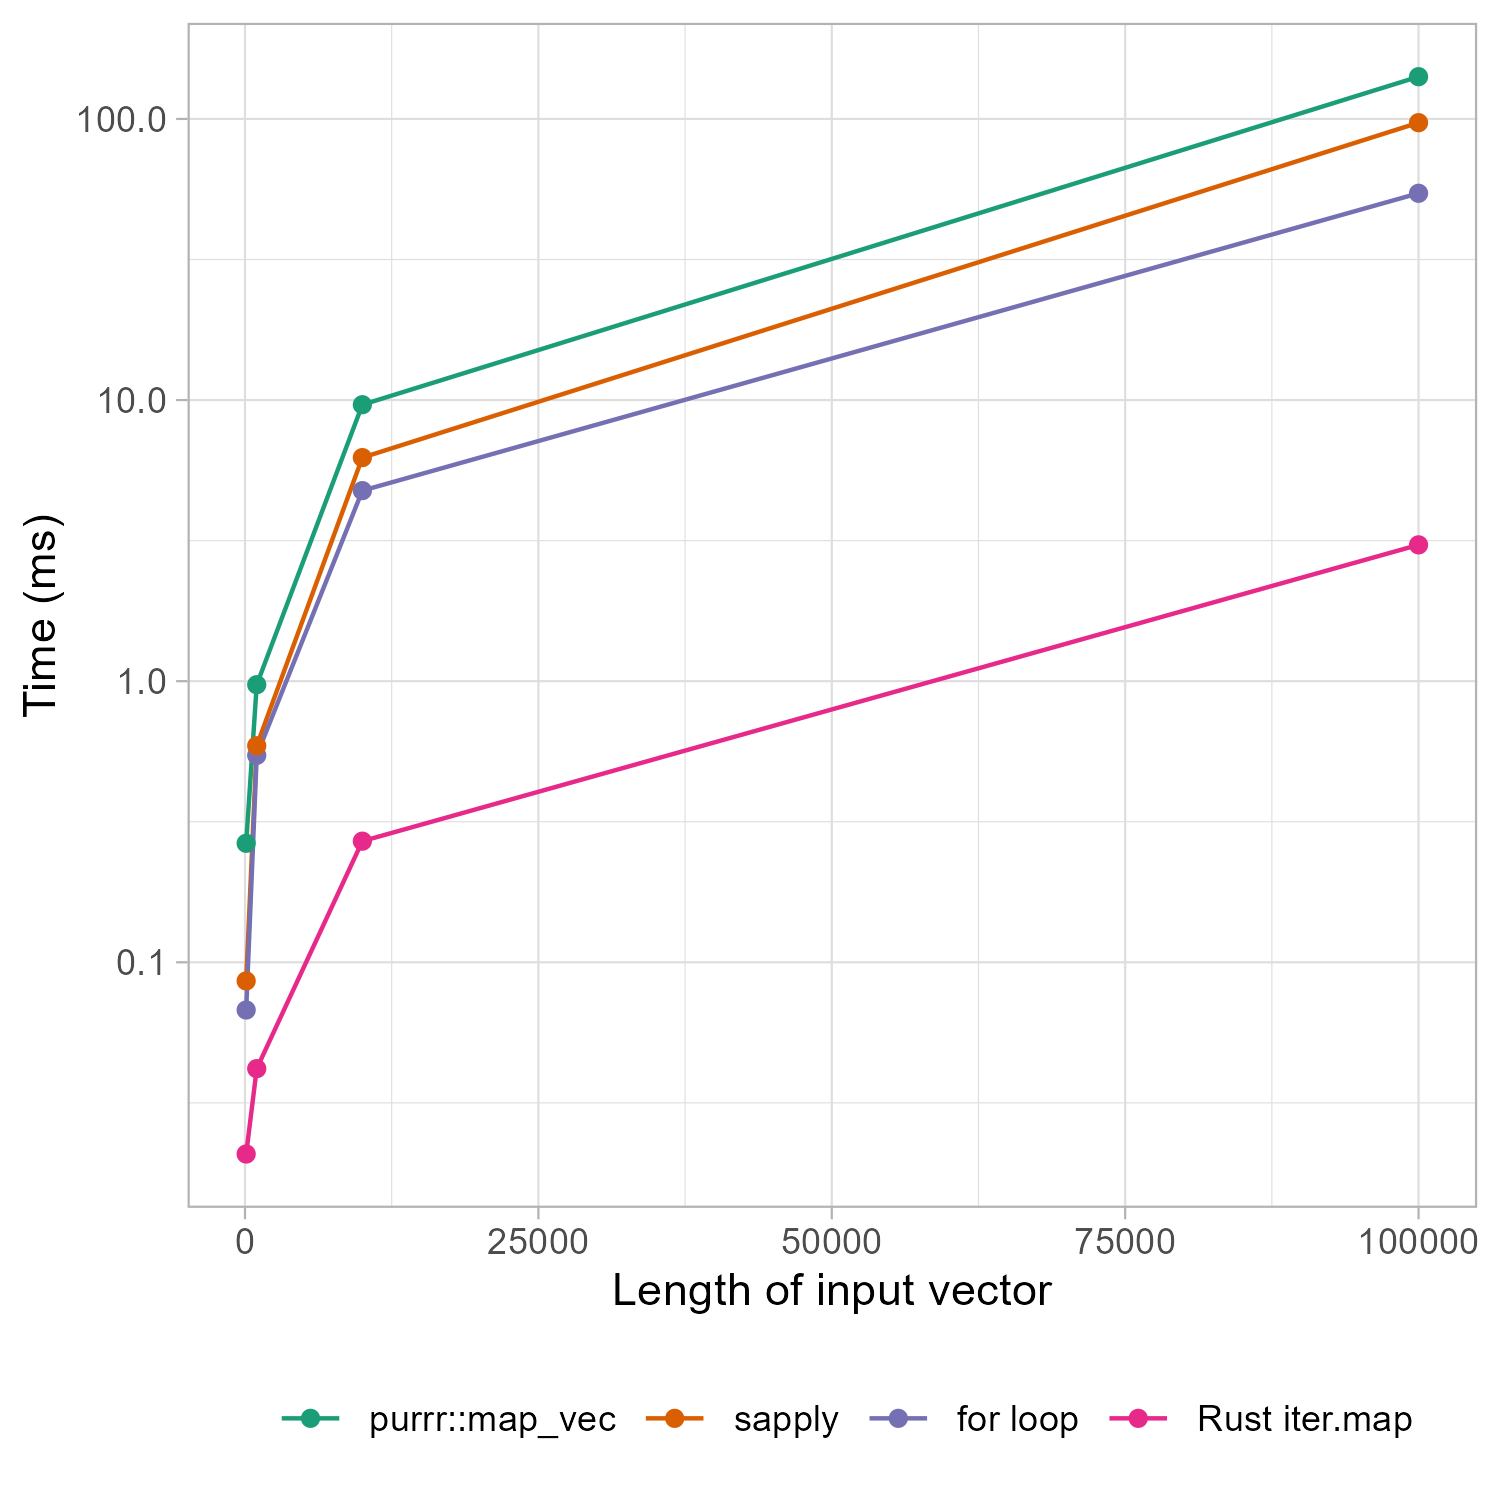 100.0
10.0
1.0
0.1
Time (ms)
0 25000 50000 75000 100000
Length of input vector
purrr::map_vec sapply for loop Rust iter.map